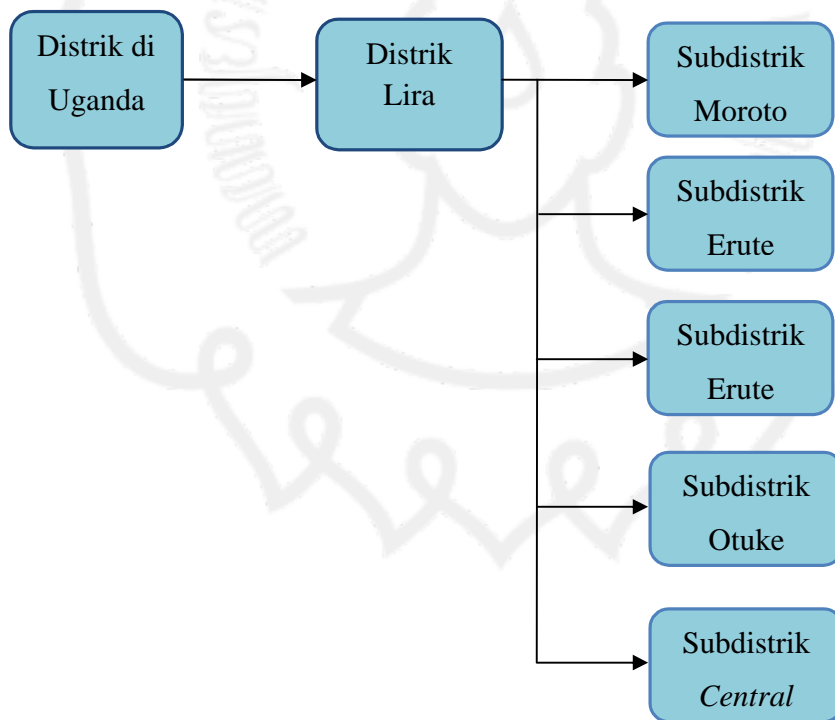 Distrik di
Uganda
Distrik
Lira
Subdistrik
Moroto
Subdistrik
Erute
Subdistrik
Erute
Subdistrik
Otuke
Subdistrik
Central